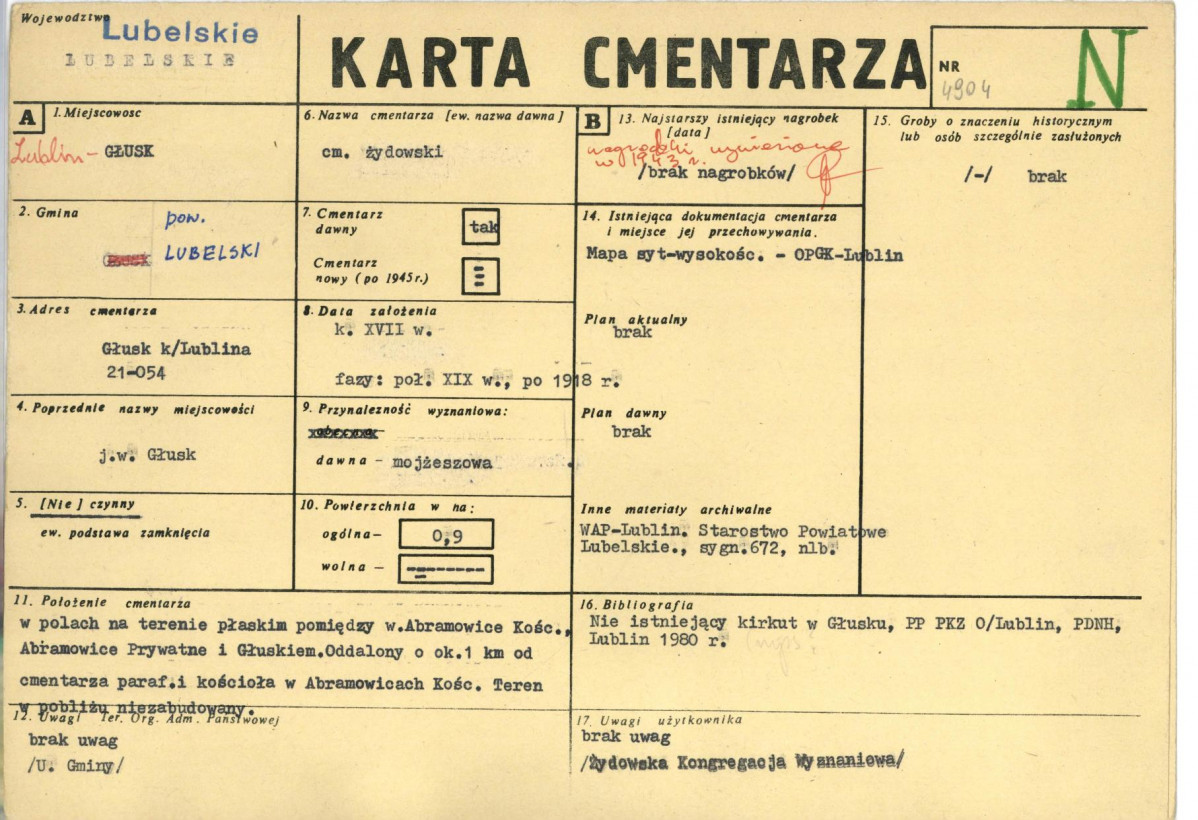 Województwo
Lubelskie
LUBELSKIE
KARTA CMENTARZA
NR
4904
N
A
1. Miejscowosc
Lublin - GŁUSK
2. Gmina
pow.
LUBELSKI
3. Adres cmentarza
Głusk k/Lublina
21-054
4. Poprzednie nazwy miejscowości
j.w. Głusk
5. [Nie] czynny
ew. podstawa zamknięcia
6. Nazwa cmentarza [ew. nazwa dawna]
cm. żydowski
7. Cmentarz
dawny
tak
Cmentarz
nowy (po 1945 r.)
8. Data założenia
k. XVII w.
fazy: poł. XIX w., po 1918 r.
9. Przynalezność wyznaniowa:
dawna - mojżeszowa
10. Powierzchnia w ha:
ogólna - 0,9
wolna - -------
B
13. Najstarszy istniejący nagrobek
[data]
nagrobki wywieziono
w 1943 r.
/brak nagrobków/
14. Istniejąca dokumentacja cmentarza
i miejsce jej przechowywania.
Mapa syt-wysokośc. - OPGK-Lublin
Plan aktualny
brak
Plan dawny
brak
Inne materiały archiwalne
WAP-Lublin. Starostwo Powiatowe
Lubelskie., sygn.672, nlb.
15. Groby o znaczeniu historycznym
lub osób szczególnie zasłużonych
/-/ brak
11. Położenie cmentarza
w polach na terenie płaskim pomiędzy w.Abramowice Kośc.,
Abramowice Prywatne i Głuskiem.Oddalony o ok.1 km od
cmentarza paraf.i kościoła w Abramowicach Kośc. Teren
w pobliżu niezabudowany.
12. Uwagi Ter. Org. Adm. Państwowej
brak uwag
/U. Gminy/
16. Bibliografia
Nie istniejący kirkut w Głusku, PP PKZ O/Lublin, PDNH,
Lublin 1980 r. (mps?
17. Uwagi użytkownika
brak uwag
/Żydowska Kongregacja Wyznaniowa/